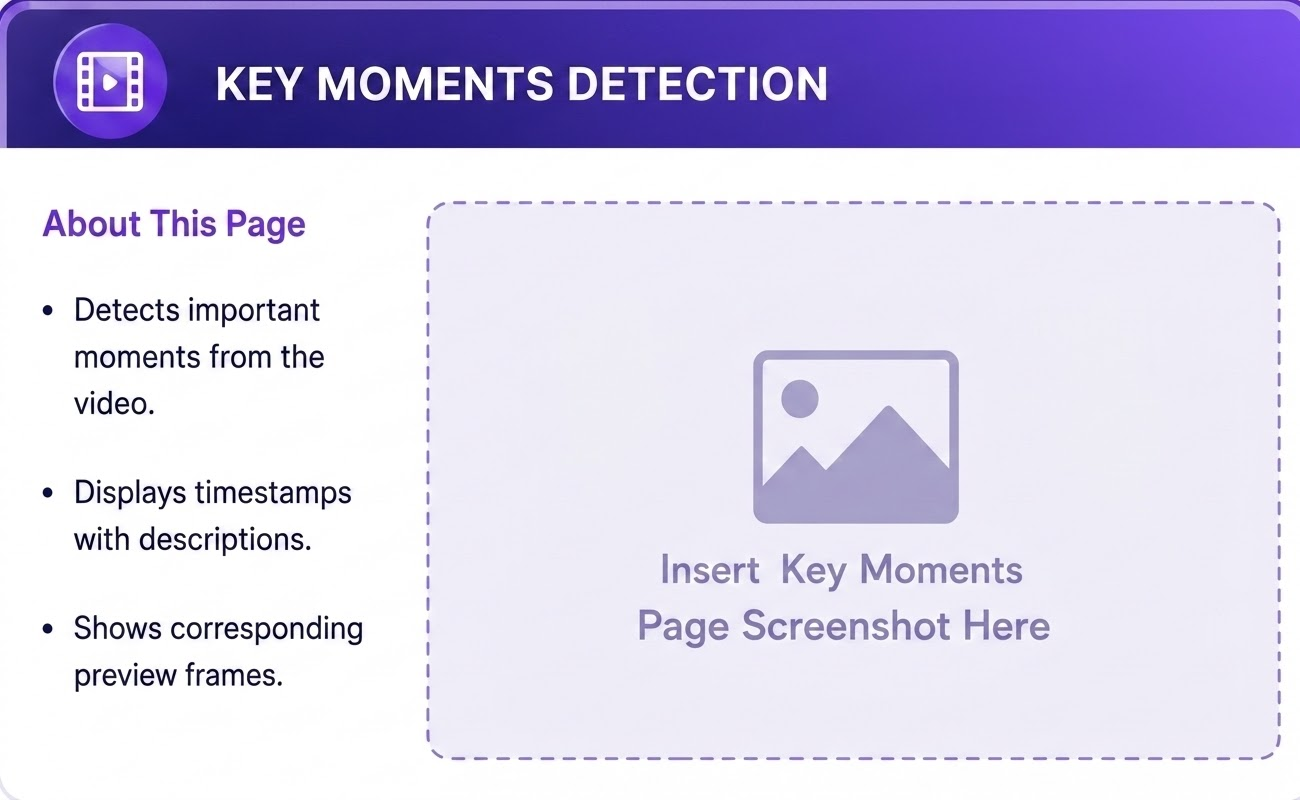 KEY MOMENTS DETECTION
About This Page
• Detects important
moments from the
video.
• Displays timestamps
with descriptions.
• Shows corresponding
preview frames.
Insert Key Moments
Page Screenshot Here